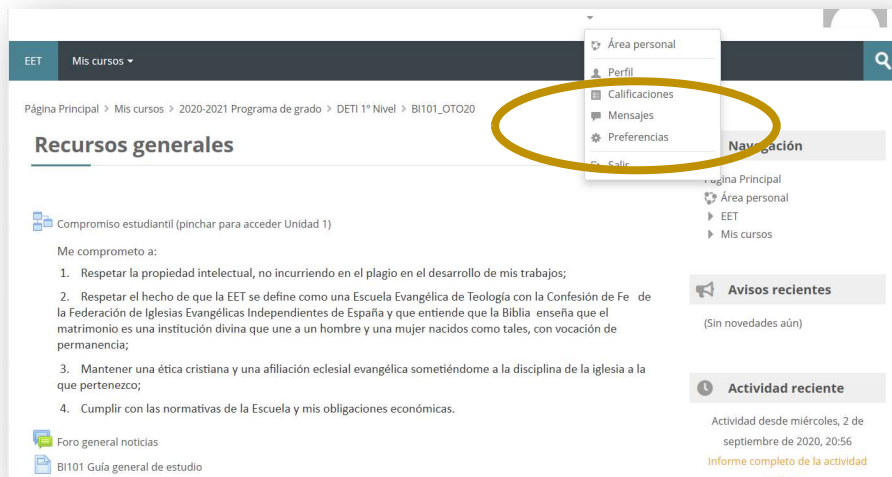 Área personal
EET Mis cursos
Perfil
Calificaciones
Mensajes
Preferencias
Salir
Página Principal > Mis cursos > 2020-2021 Programa de grado > DETI 1º Nivel > BI101_OTO20
Recursos generales
Compromiso estudiantil (pinchar para acceder Unidad 1)
Me comprometo a:
1. Respetar la propiedad intelectual, no incurriendo en el plagio en el desarrollo de mis trabajos;
2. Respetar el hecho de que la EET se define como una Escuela Evangélica de Teología con la Confesión de Fe de
la Federación de Iglesias Evangélicas Independientes de España y que entiende que la Biblia enseña que el
matrimonio es una institución divina que une a un hombre y una mujer nacidos como tales, con vocación de
permanencia;
3. Mantener una ética cristiana y una afiliación eclesial evangélica sometiéndome a la disciplina de la iglesia a la
que pertenezco;
4. Cumplir con las normativas de la Escuela y mis obligaciones económicas.
Foro general noticias
BI101 Guía general de estudio
Navegación
Página Principal
Área personal
EET
Mis cursos
Avisos recientes
(Sin novedades aún)
Actividad reciente
Actividad desde miércoles, 2 de
septiembre de 2020, 20:56
Informe completo de la actividad